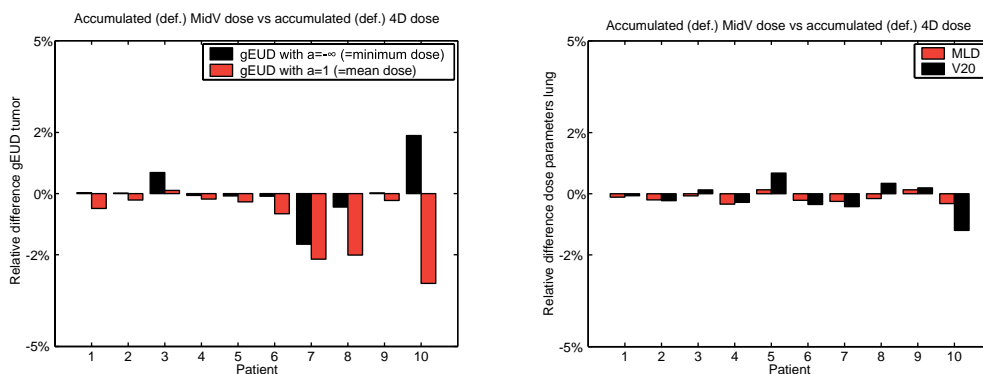 Accumulated (def.) MidV dose vs accumulated (def.) 4D dose
5%
2%
0%
-2%
-5%
Relative difference gEUD tumor
gEUD with a=-∞ (=minimum dose)
gEUD with a=1 (=mean dose)
1 2 3 4 5 6 7 8 9 10
Patient
Accumulated (def.) MidV dose vs accumulated (def.) 4D dose
5%
2%
0%
-2%
-5%
Relative difference dose parameters lung
MLD
V20
1 2 3 4 5 6 7 8 9 10
Patient